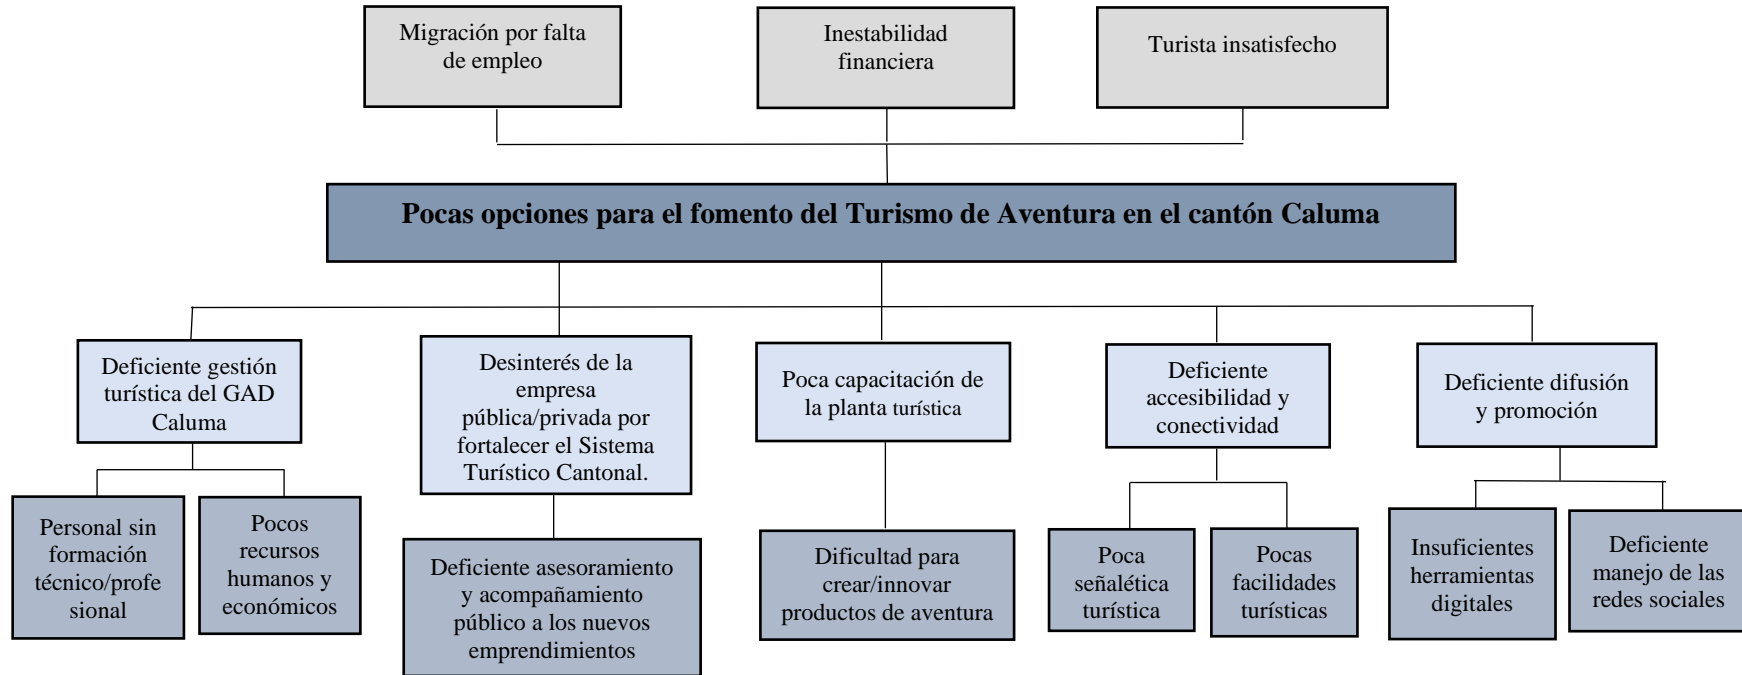 Migración por falta
de empleo
Inestabilidad
financiera
Turista insatisfecho
Pocas opciones para el fomento del Turismo de Aventura en el cantón Caluma
Deficiente gestión
turística del GAD
Caluma
Desinterés de la
empresa
pública/privada por
fortalecer el Sistema
Turístico Cantonal.
Poca capacitación de
la planta turística
Deficiente
accesibilidad y
conectividad
Deficiente difusión
y promoción
Personal sin
formación
técnico/profe
sional
Pocos
recursos
humanos y
económicos
Deficiente asesoramiento
y acompañamiento
público a los nuevos
emprendimientos
Dificultad para
crear/innovar
productos de aventura
Poca
señalética
turística
Pocas
facilidades
turísticas
Insuficientes
herramientas
digitales
Deficiente
manejo de las
redes sociales